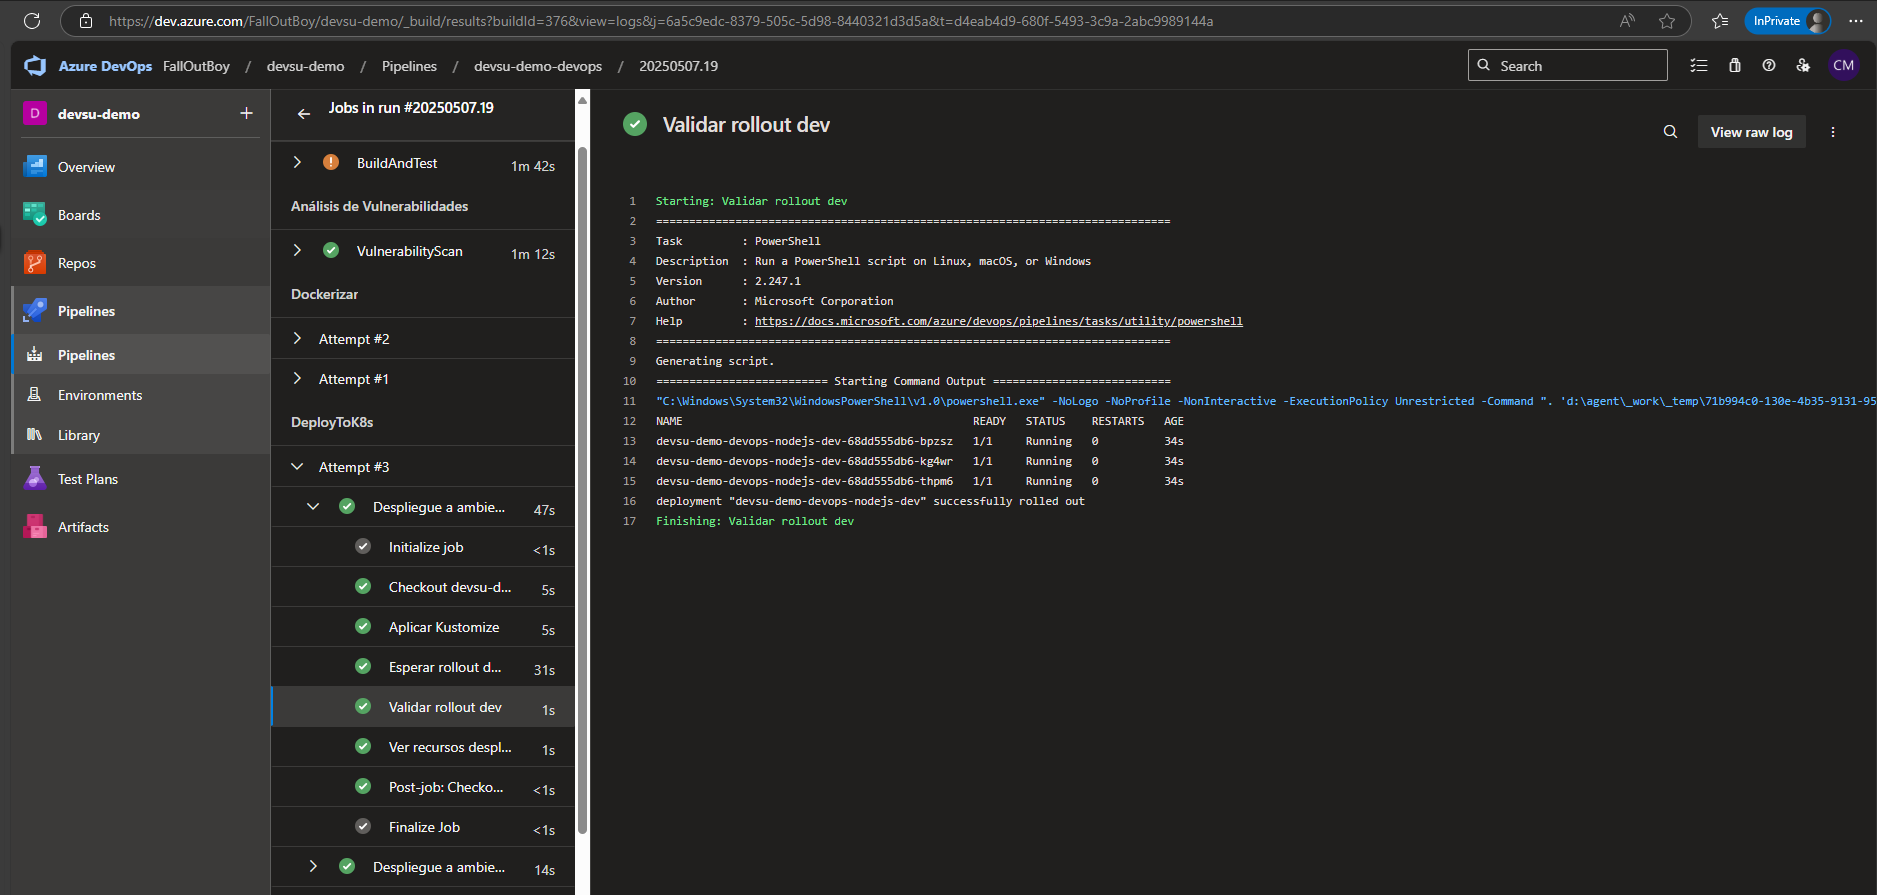 https://dev.azure.com/FallOutBoy/devsu-demo/_build/results?buildId=376&view=logs&j=6a5c9edc-8379-505c-5d98-8440321d3d5a&t=d4eab4d9-680f-5493-3c9a-2abc9989144a
InPrivate
Azure DevOps FallOutBoy / devsu-demo / Pipelines / devsu-demo-devops / 20250507.19
Search
CM
D devsu-demo +
Overview
Boards
Repos
Pipelines
Pipelines
Environments
Library
Test Plans
Artifacts
Jobs in run #20250507.19
BuildAndTest 1m 42s
Análisis de Vulnerabilidades
VulnerabilityScan 1m 12s
Dockerizar
Attempt #2
Attempt #1
DeployToK8s
Attempt #3
Despliegue a ambie... 47s
Initialize job <1s
Checkout devsu-d... 5s
Aplicar Kustomize 5s
Esperar rollout d... 31s
Validar rollout dev 1s
Ver recursos despl... 1s
Post-job: Checko... <1s
Finalize Job <1s
Despliegue a ambie... 14s
Validar rollout dev
View raw log
1 Starting: Validar rollout dev
2 ==============================================================================
3 Task : PowerShell
4 Description : Run a PowerShell script on Linux, macOS, or Windows
5 Version : 2.247.1
6 Author : Microsoft Corporation
7 Help : https://docs.microsoft.com/azure/devops/pipelines/tasks/utility/powershell
8 ==============================================================================
9 Generating script.
10 ========================== Starting Command Output ===========================
11 "C:\Windows\System32\WindowsPowerShell\v1.0\powershell.exe" -NoLogo -NoProfile -NonInteractive -ExecutionPolicy Unrestricted -Command ". 'd:\agent\_work\_temp\71b994c0-130e-4b35-9131-95
12 NAME READY STATUS RESTARTS AGE
13 devsu-demo-devops-nodejs-dev-68dd555db6-bpzsz 1/1 Running 0 34s
14 devsu-demo-devops-nodejs-dev-68dd555db6-kg4wr 1/1 Running 0 34s
15 devsu-demo-devops-nodejs-dev-68dd555db6-thpm6 1/1 Running 0 34s
16 deployment "devsu-demo-devops-nodejs-dev" successfully rolled out
17 Finishing: Validar rollout dev